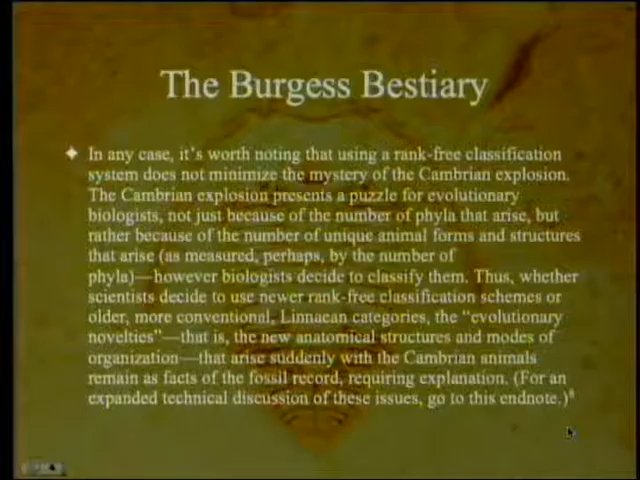 The Burgess Bestiary
In any case, it's worth noting that using a rank-free classification
system does not minimize the mystery of the Cambrian explosion.
The Cambrian explosion presents a puzzle for evolutionary
biologists, not just because of the number of phyla that arise, but
rather because of the number of unique animal forms and structures
that arise (as measured, perhaps, by the number of
phyla)—however biologists decide to classify them. Thus, whether
scientists decide to use newer rank-free classification schemes or
older, more conventional, Linnaean categories, the “evolutionary
novelties”—that is, the new anatomical structures and modes of
organization—that arise suddenly with the Cambrian animals
remain as facts of the fossil record, requiring explanation. (For an
expanded technical discussion of these issues, go to this endnote.)⁸